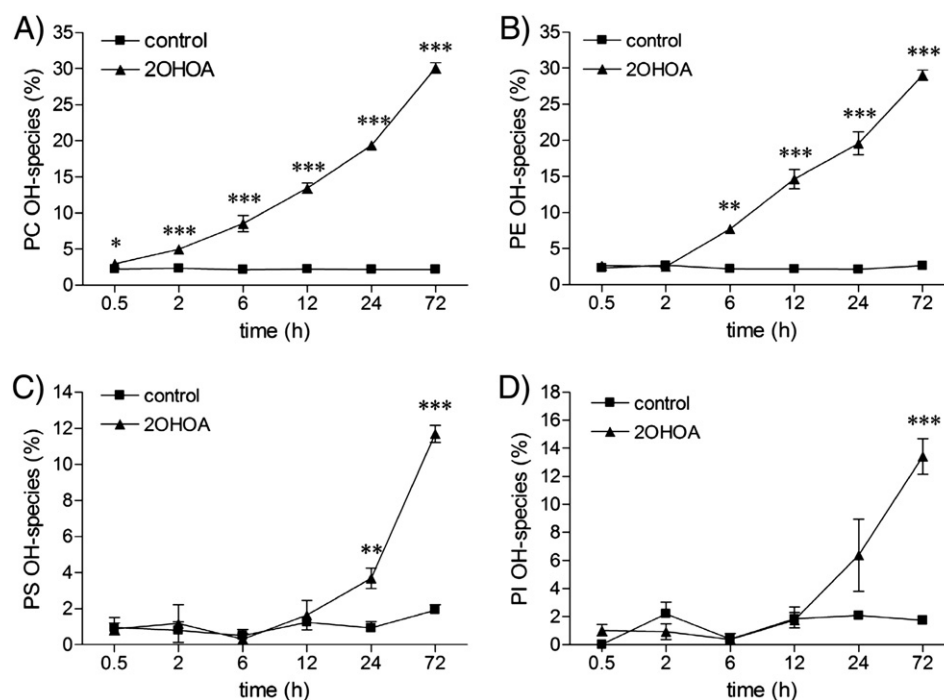 A)
control
2OHOA
PC OH-species (%)
35
30
25
20
15
10
5
0
*
***
***
***
***
***
0.5 2 6 12 24 72
time (h)
B)
control
2OHOA
PE OH-species (%)
35
30
25
20
15
10
5
0
**
***
***
***
0.5 2 6 12 24 72
time (h)
C)
control
2OHOA
PS OH-species (%)
14
12
10
8
6
4
2
0
**
***
0.5 2 6 12 24 72
time (h)
D)
control
2OHOA
PI OH-species (%)
18
16
14
12
10
8
6
4
2
0
***
0.5 2 6 12 24 72
time (h)